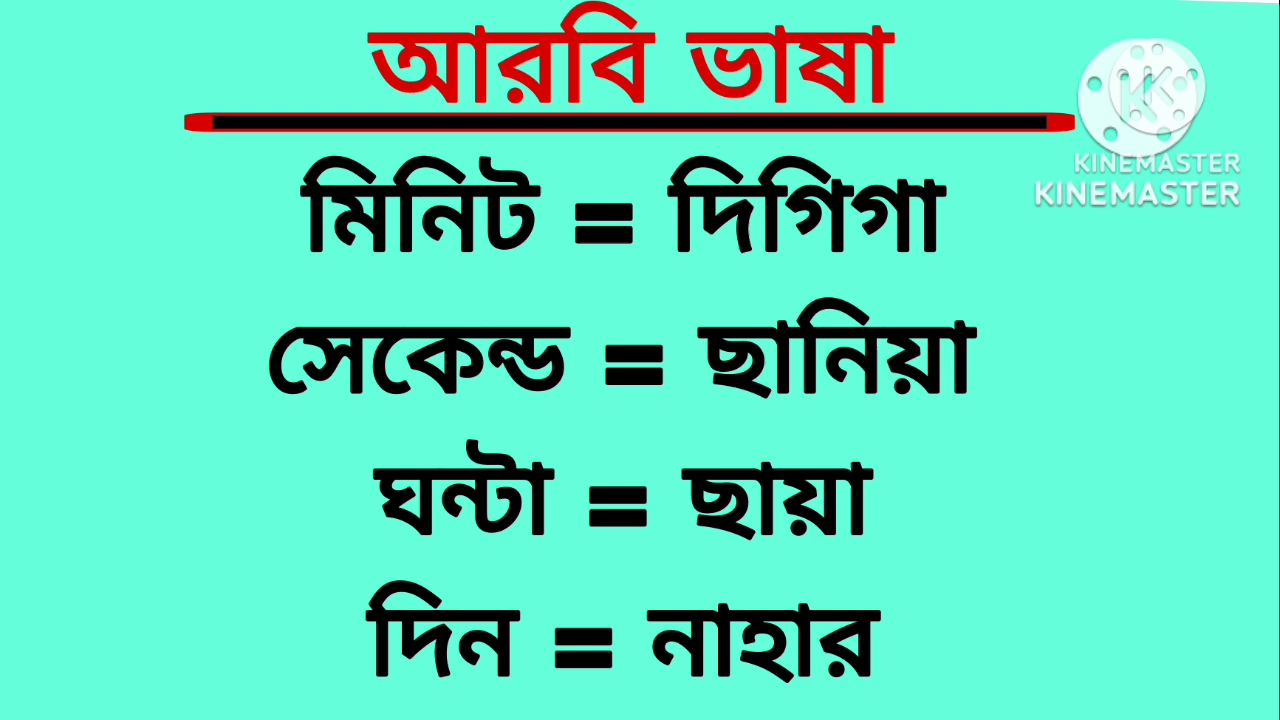 আরবি ভাষা
KINEMASTER
KINEMASTER
মিনিট = দিগিগা
সেকেন্ড = ছানিয়া
ঘন্টা = ছায়া
দিন = নাহার